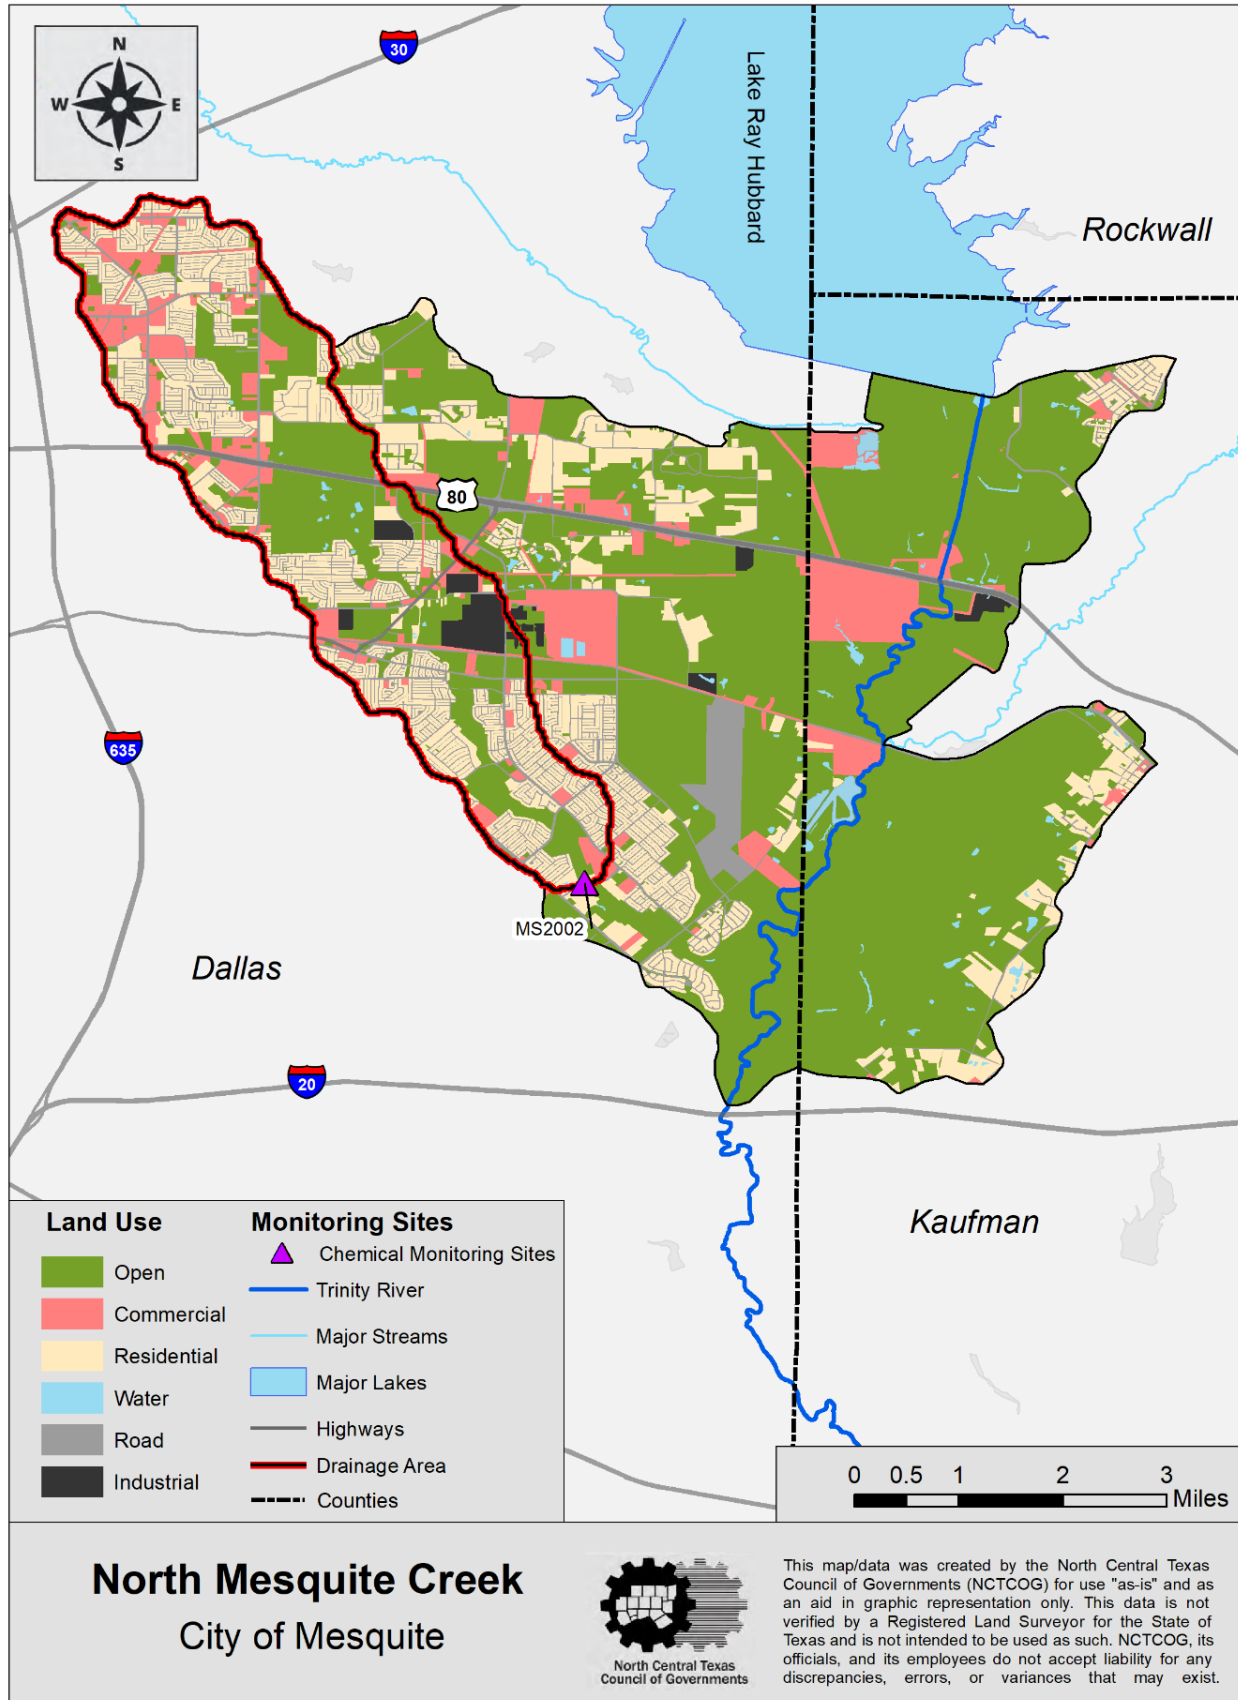 N
W
E
S
30
Lake Ray Hubbard
Rockwall
80
635
MS2002
Dallas
20
Kaufman
Land Use
Open
Commercial
Residential
Water
Road
Industrial
Monitoring Sites
Chemical Monitoring Sites
Trinity River
Major Streams
Major Lakes
Highways
Drainage Area
Counties
0 0.5 1 2 3
Miles
North Mesquite Creek
City of Mesquite
North Central Texas
Council of Governments
This map/data was created by the North Central Texas
Council of Governments (NCTCOG) for use "as-is" and as
an aid in graphic representation only. This data is not
verified by a Registered Land Surveyor for the State of
Texas and is not intended to be used as such. NCTCOG, its
officials, and its employees do not accept liability for any
discrepancies, errors, or variances that may exist.